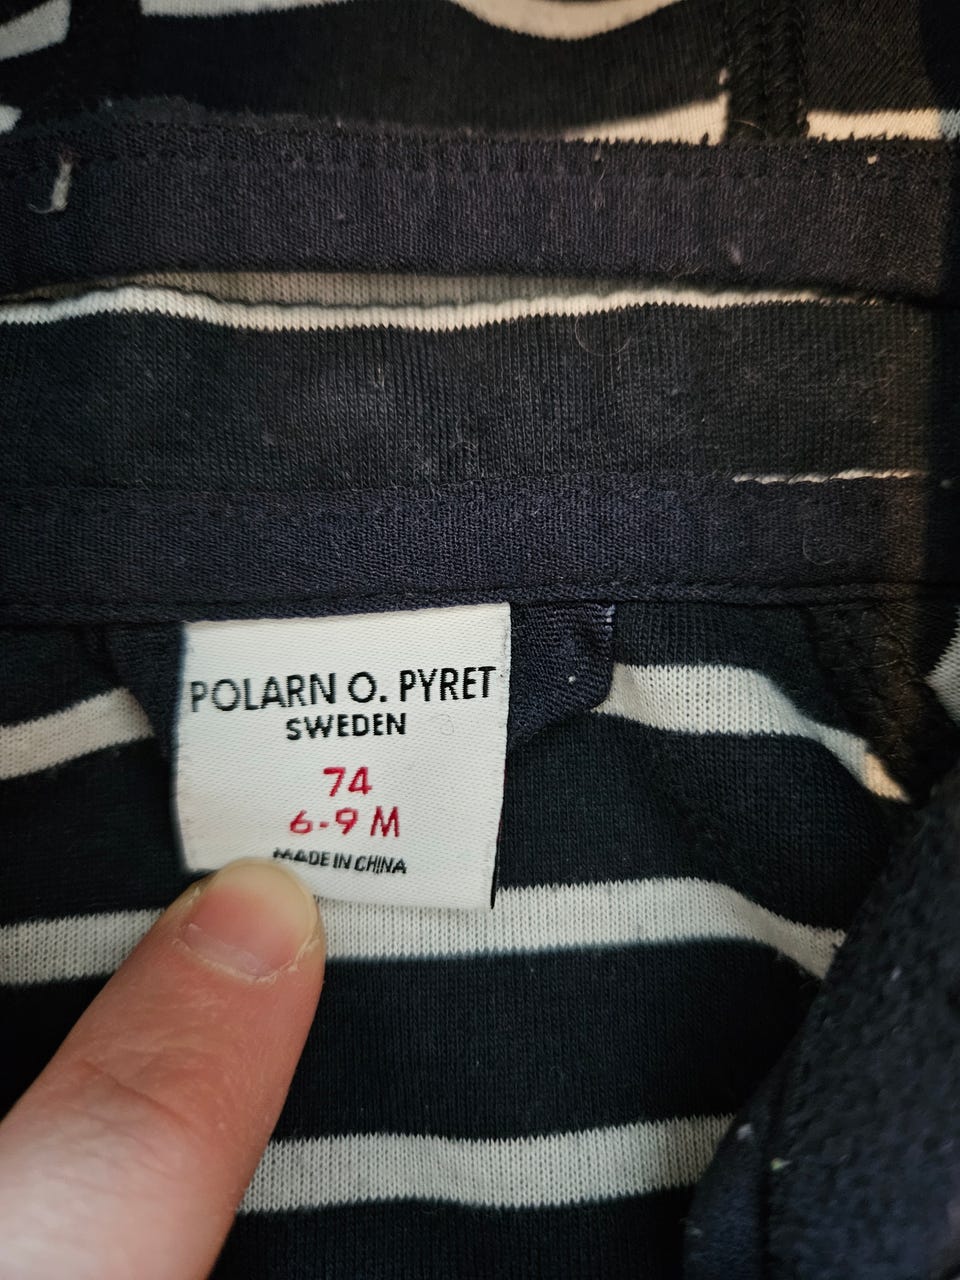 POLARN O. PYRET
SWEDEN
74
6-9 M
MADE IN CHINA